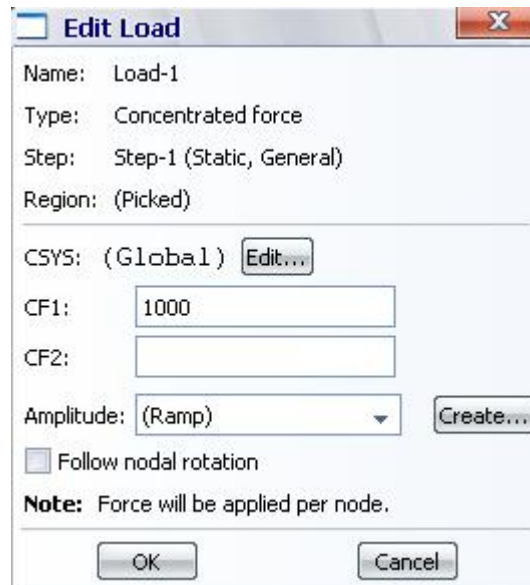 Edit Load
Name: Load-1
Type: Concentrated force
Step: Step-1 (Static, General)
Region: (Picked)
CSYS: (Global) Edit...
CF1: 1000
CF2:
Amplitude: (Ramp) Create...
Follow nodal rotation
Note: Force will be applied per node.
OK Cancel